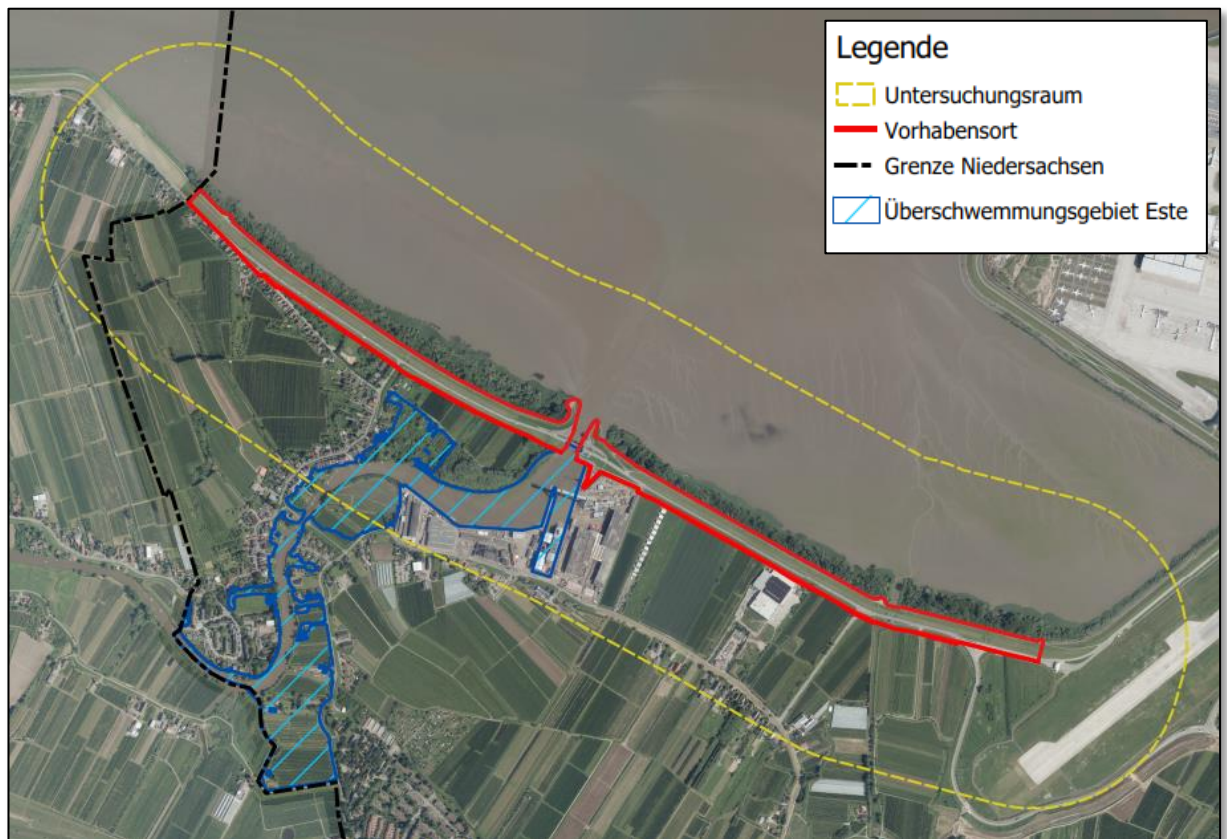 Legende
Untersuchungsraum
Vorhabensort
Grenze Niedersachsen
Überschwemmungsgebiet Este